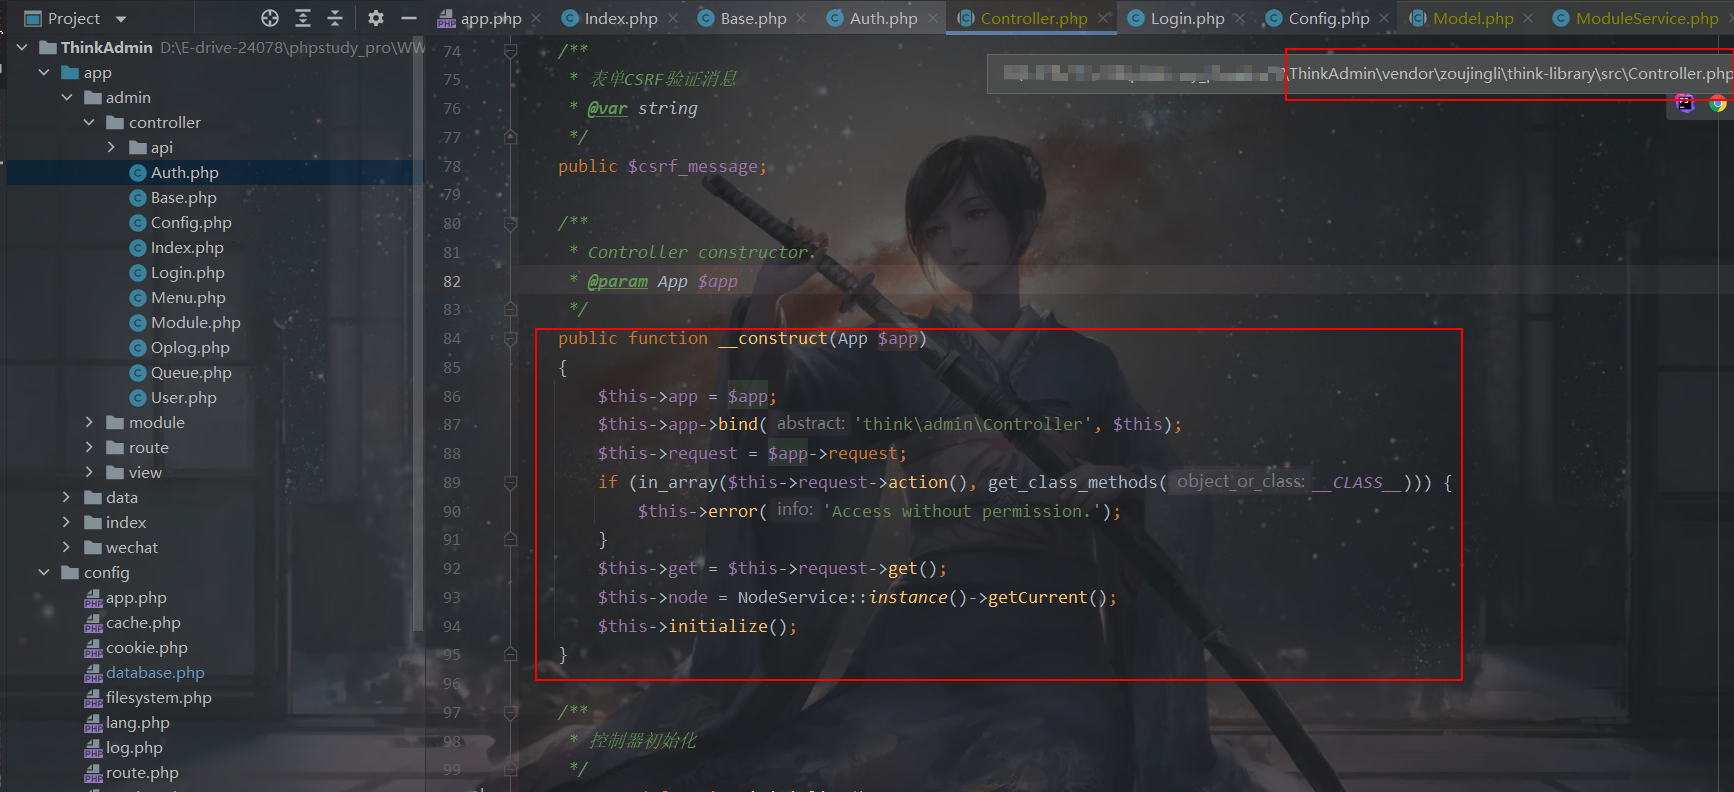 Project
app.php
Index.php
Base.php
Auth.php
Controller.php
Login.php
Config.php
Model.php
ModuleService.php
ThinkAdmin D:\E-drive-24078\phpstudy_pro\WW
app
admin
controller
api
Auth.php
Base.php
Config.php
Index.php
Login.php
Menu.php
Module.php
Oplog.php
Queue.php
User.php
module
route
view
data
index
wechat
config
app.php
cache.php
cookie.php
database.php
filesystem.php
lang.php
log.php
route.php
\ThinkAdmin\vendor\zoujingli\think-library\src\Controller.php
74 /**
75 * 表单CSRF验证消息
76 * @var string
77 */
78 public $csrf_message;
79
80 /**
81 * Controller constructor.
82 * @param App $app
83 */
84 public function __construct(App $app)
85 {
86 $this->app = $app;
87 $this->app->bind( abstract: 'think\admin\Controller', $this);
88 $this->request = $app->request;
89 if (in_array($this->request->action(), get_class_methods( object_or_class: __CLASS__))) {
90 $this->error( info: 'Access without permission.');
91 }
92 $this->get = $this->request->get();
93 $this->node = NodeService::instance()->getCurrent();
94 $this->initialize();
95 }
96
97 /**
98 * 控制器初始化
99 */